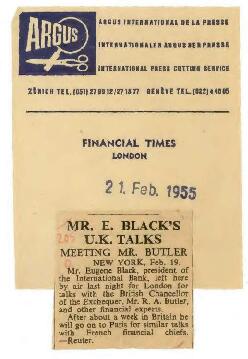 ARGUS
ARGUS INTERNATIONAL DE LA PRESSE
INTERNATIONALER ARGUS DER PRESSE
INTERNATIONAL PRESS CUTTING SERVICE
ZÜRICH TEL. (051) 27 99 12 / 27 18 77 GENÈVE TEL. (022) 4 40 05
FINANCIAL TIMES
LONDON
21. Feb. 1955
MR. E. BLACK'S
U.K. TALKS
MEETING MR. BUTLER
NEW YORK, Feb. 19.
Mr. Eugene Black, president of
the International Bank, left here
by air last night for London for
talks with the British Chancellor
of the Exchequer, Mr. R. A. Butler,
and other financial experts.
After about a week in Britain he
will go on to Paris for similar talks
with French financial chiefs.
—Reuter.